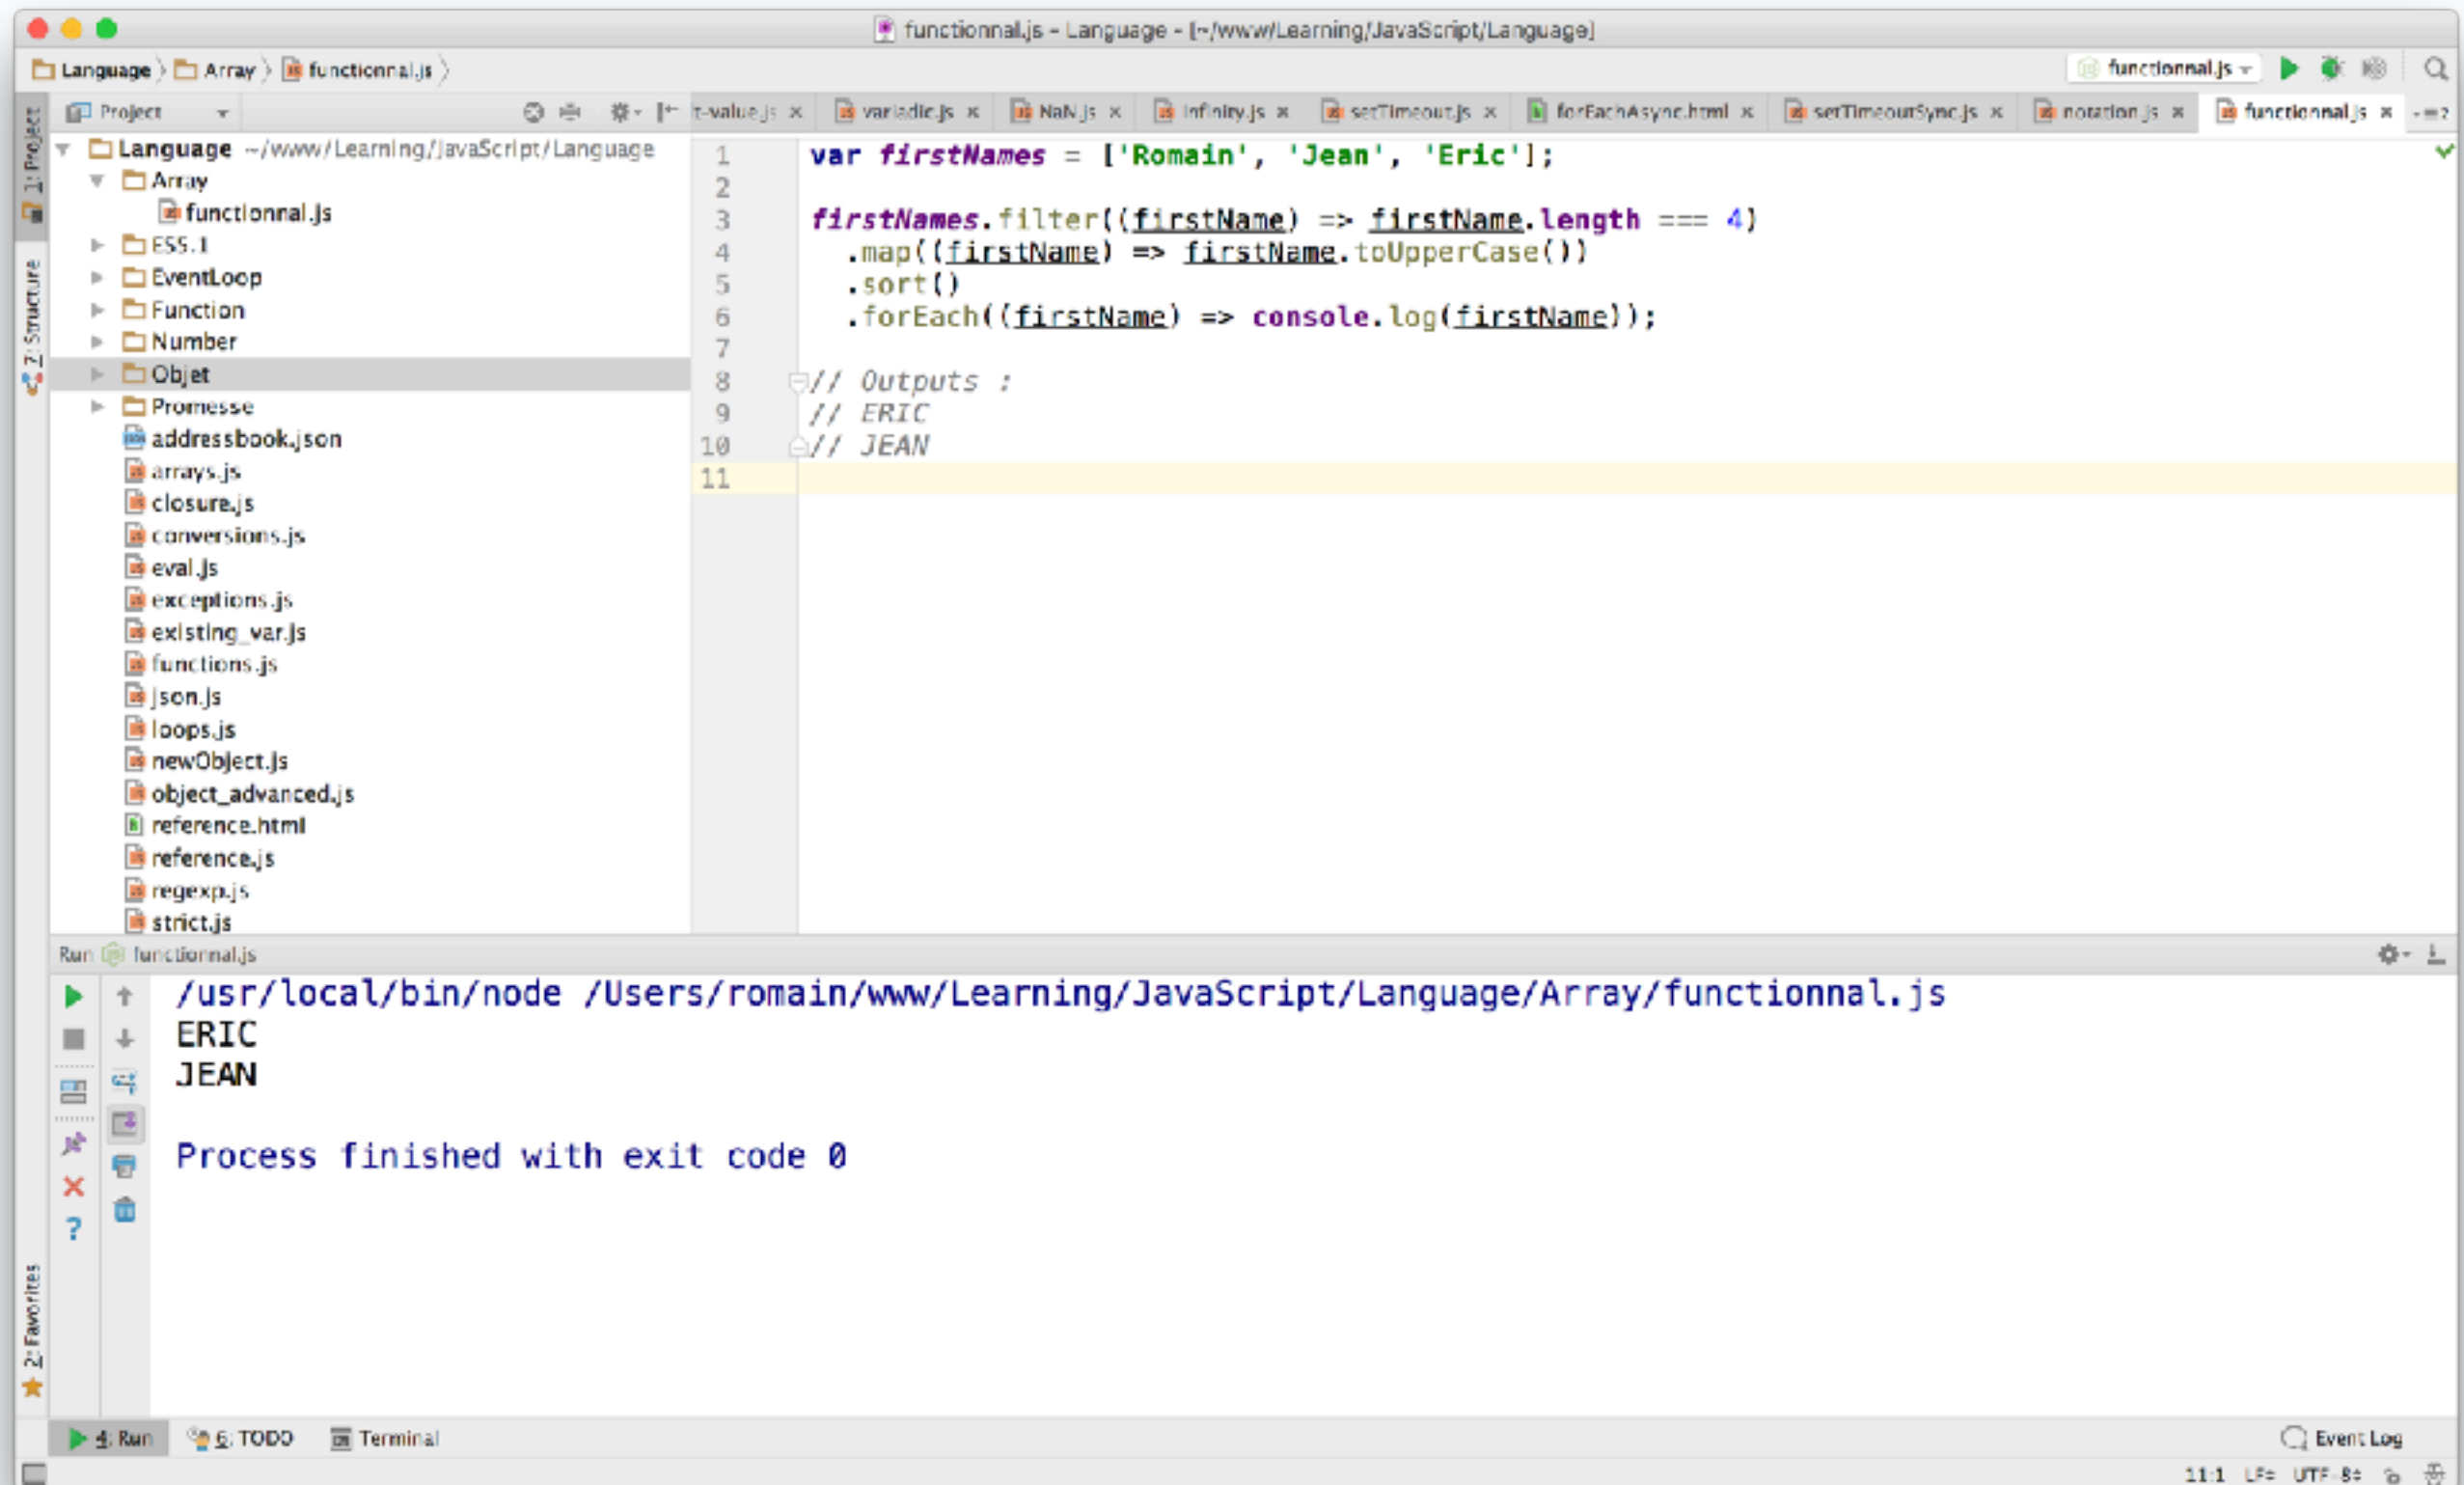 functionnal.js - Language - [~/www/Learning/JavaScript/Language]
Language Array functionnal.js
functionnal.js
1: Project
7: Structure
2: Favorites
Project
t-value.js variadic.js NaN.js Infinity.js setTimeout.js forEachAsync.html setTimeoutSync.js notation.js functionnal.js
Language ~/www/Learning/JavaScript/Language
Array
functionnal.js
ES5.1
EventLoop
Function
Number
Objet
Promesse
addressbook.json
arrays.js
closure.js
conversions.js
eval.js
exceptions.js
existing_var.js
functions.js
json.js
loops.js
newObject.js
object_advanced.js
reference.html
reference.js
regexp.js
strict.js
1 var firstNames = ['Romain', 'Jean', 'Eric'];
2
3 firstNames.filter((firstName) => firstName.length === 4)
4 .map((firstName) => firstName.toUpperCase())
5 .sort()
6 .forEach((firstName) => console.log(firstName));
7
8 // Outputs :
9 // ERIC
10 // JEAN
11
Run functionnal.js
/usr/local/bin/node /Users/romain/www/Learning/JavaScript/Language/Array/functionnal.js
ERIC
JEAN
Process finished with exit code 0
4: Run 6: TODO Terminal
Event Log
11:1 LF UTF-8